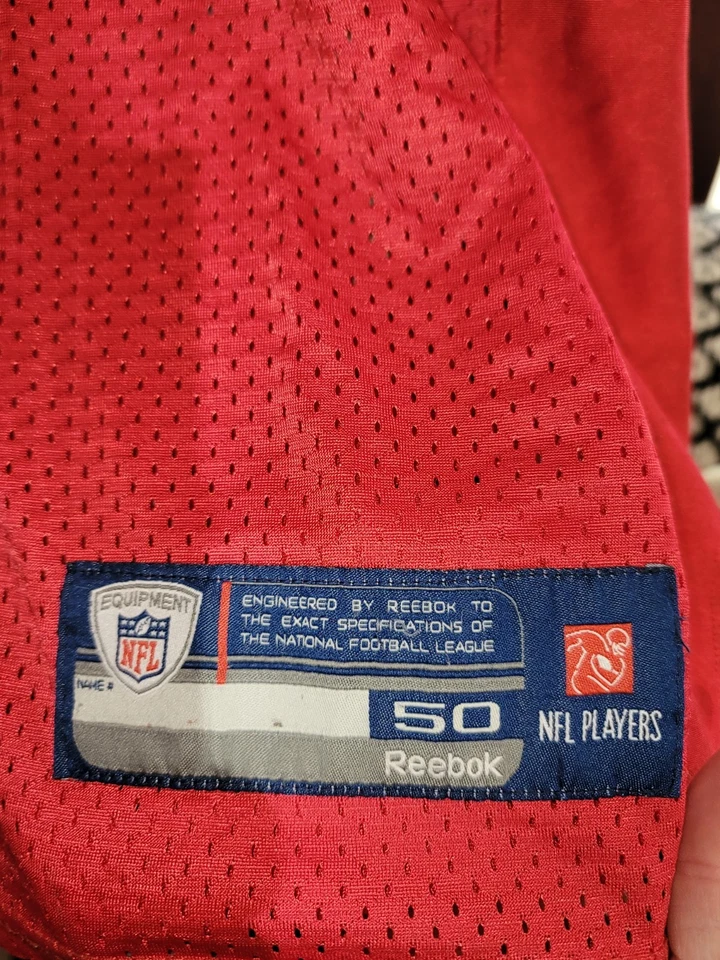 EQUIPMENT
NFL
ENGINEERED BY REEBOK TO
THE EXACT SPECIFICATIONS OF
THE NATIONAL FOOTBALL LEAGUE
NAME #
50
Reebok
NFL PLAYERS